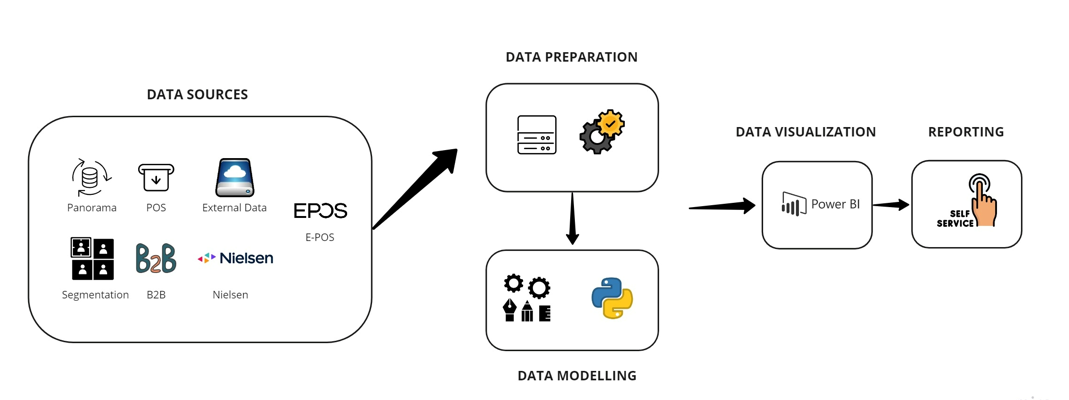 DATA SOURCES
Panorama
POS
External Data
EPOS
E-POS
Segmentation
B2B
B2B
Nielsen
Nielsen
DATA PREPARATION
DATA MODELLING
DATA VISUALIZATION
Power BI
REPORTING
SELF
SERVICE